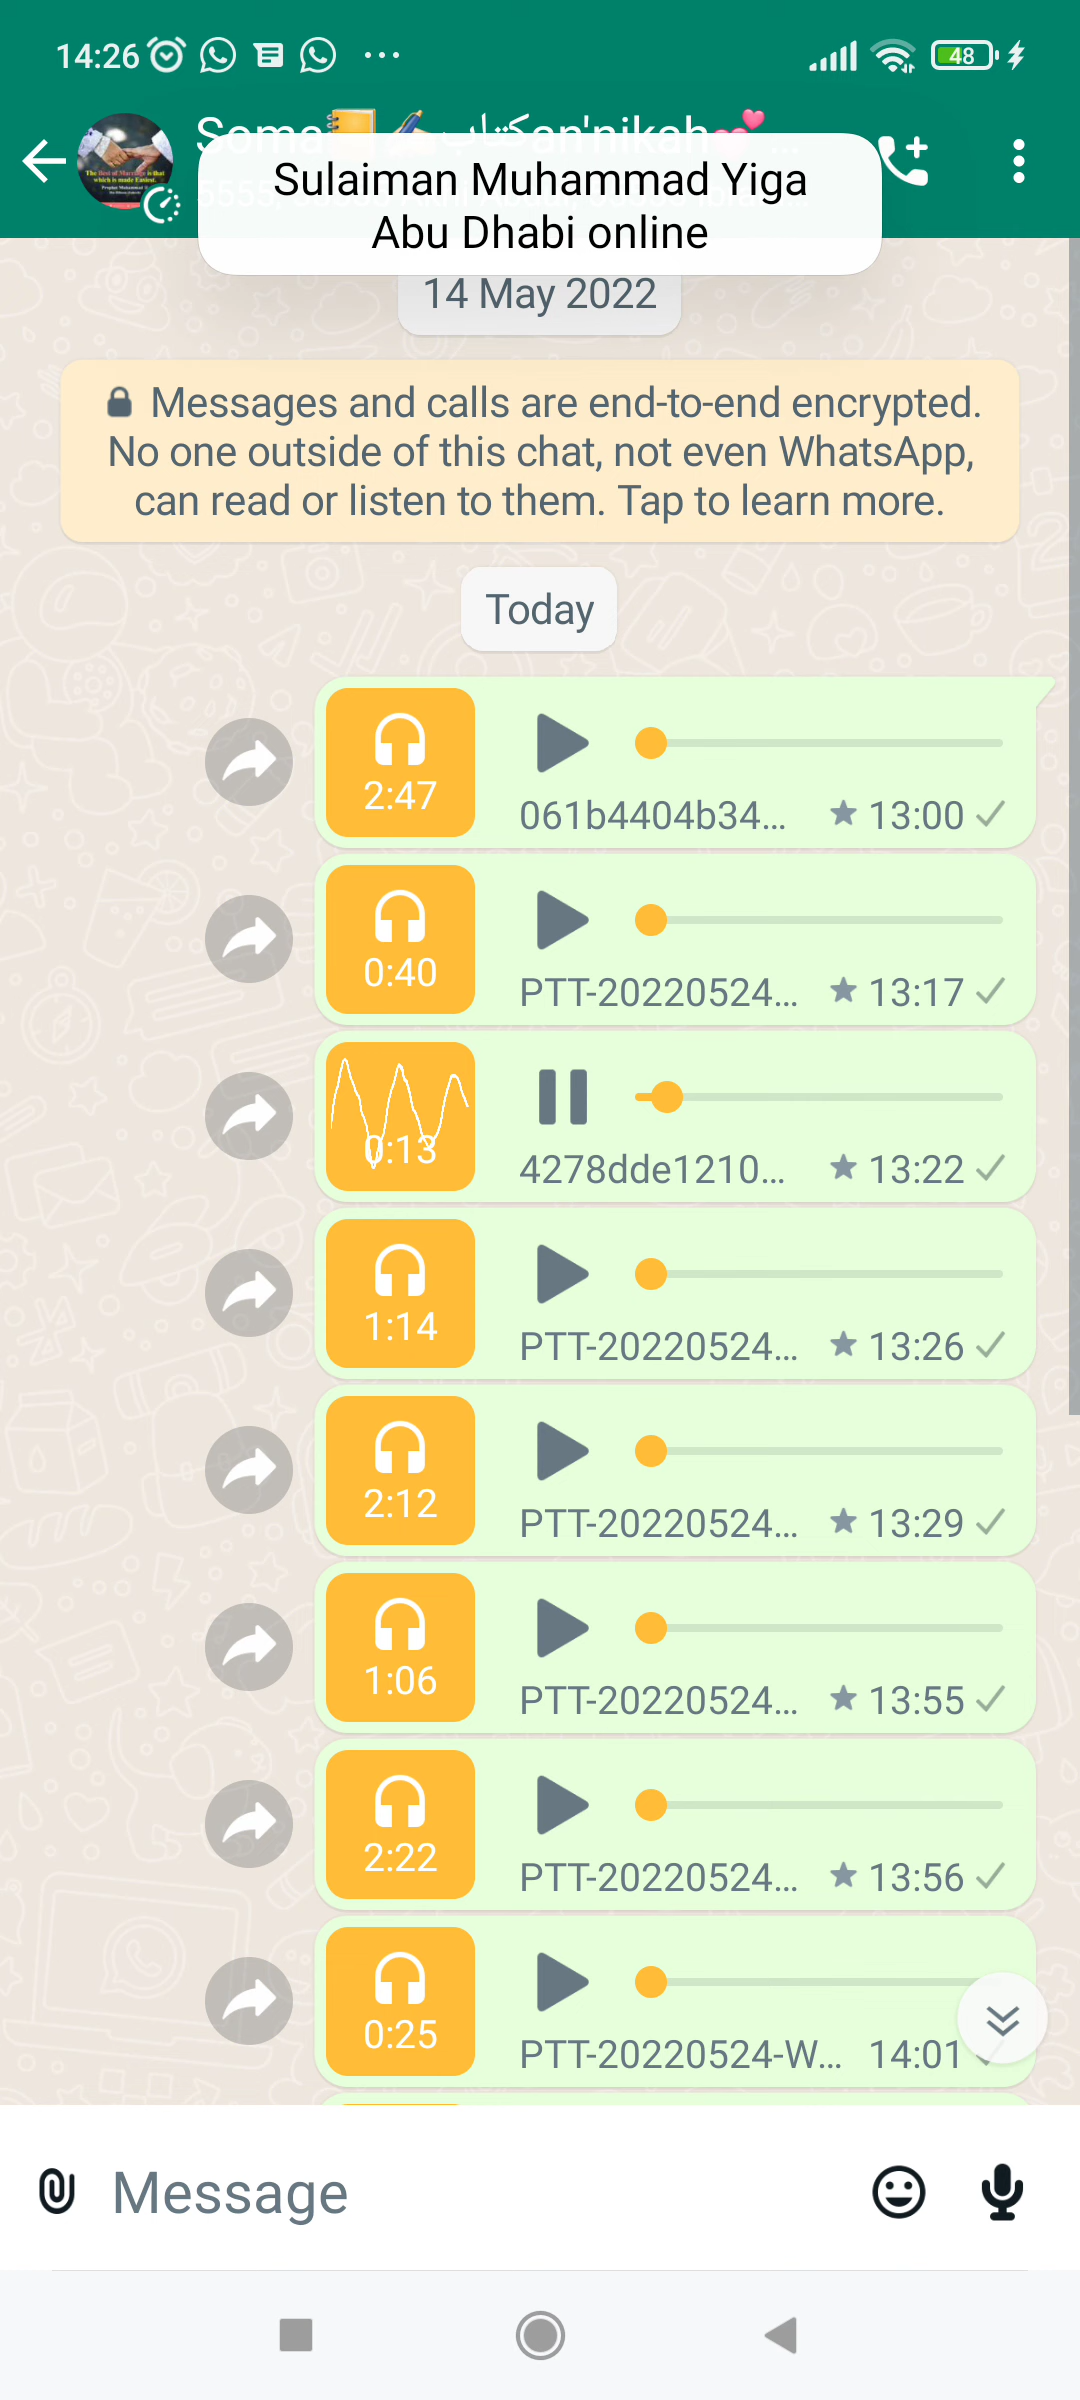 14:26
48
Soma📒✍️كتاب an'nikah💕...
Sulaiman Muhammad Yiga
Abu Dhabi online
14 May 2022
Messages and calls are end-to-end encrypted.
No one outside of this chat, not even WhatsApp,
can read or listen to them. Tap to learn more.
Today
2:47
061b4404b34... ★ 13:00
0:40
PTT-20220524... ★ 13:17
0:13
4278dde1210... ★ 13:22
1:14
PTT-20220524... ★ 13:26
2:12
PTT-20220524... ★ 13:29
1:06
PTT-20220524... ★ 13:55
2:22
PTT-20220524... ★ 13:56
0:25
PTT-20220524-W... 14:01
Message